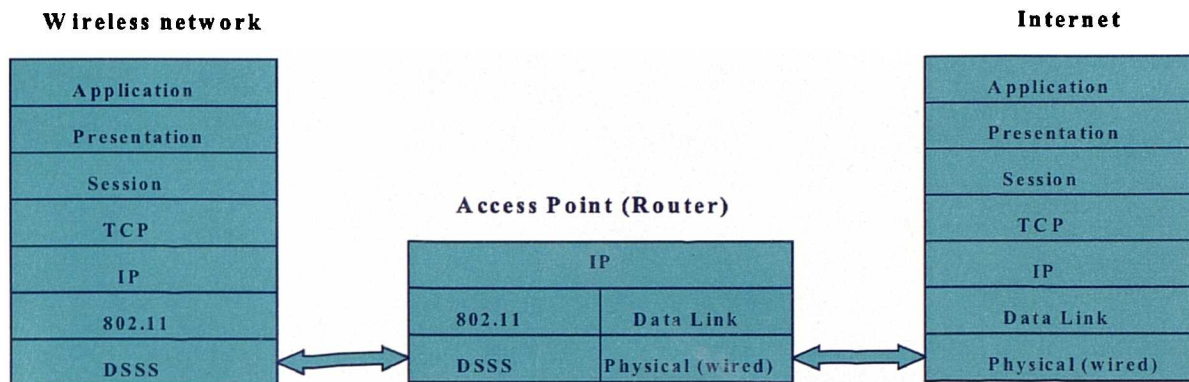 Wireless network
Internet
Application
Presentation
Session
TCP
IP
802.11
DSSS
Access Point (Router)
IP
802.11
Data Link
DSSS
Physical (wired)
Application
Presentation
Session
TCP
IP
Data Link
Physical (wired)